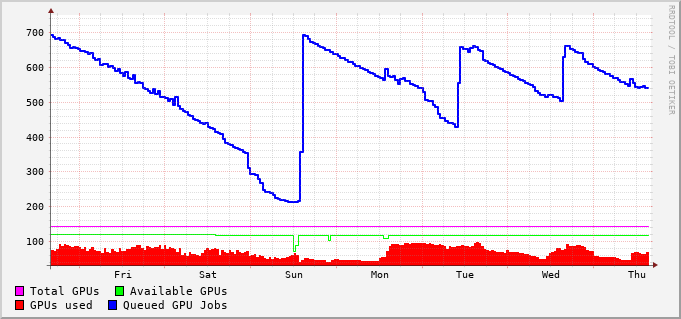 700
600
500
400
300
200
100
Fri Sat Sun Mon Tue Wed Thu
Total GPUs Available GPUs
GPUs used Queued GPU Jobs
RRDTOOL / TOBI OETIKER